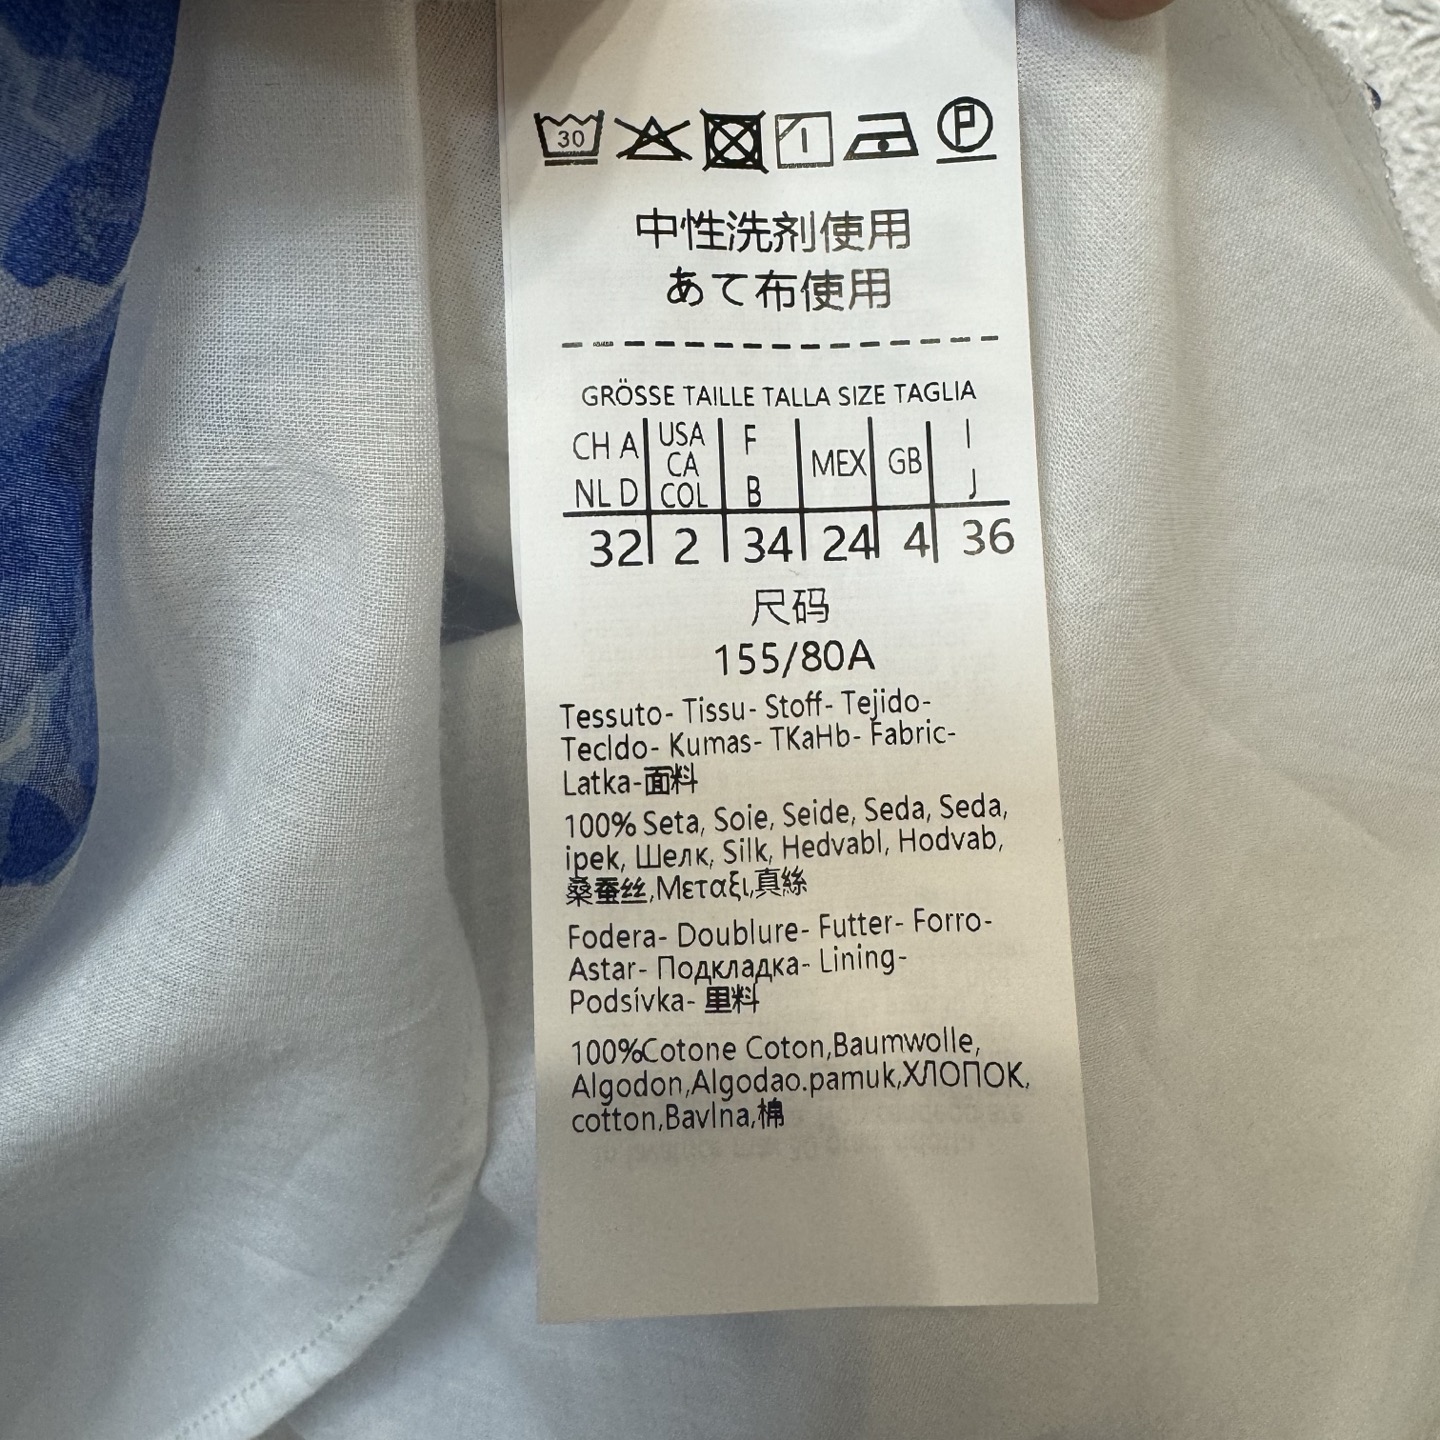 30
P
中性洗剂使用
あて布使用
GRÖSSE TAILLE TALLA SIZE TAGLIA
CH A NL D | USA CA COL | F B | MEX | GB | I J
32 | 2 | 34 | 24 | 4 | 36
尺码
155/80A
Tessuto- Tissu- Stoff- Tejido-
Tecldo- Kumas- TKaHb- Fabric-
Latka-面料
100% Seta, Soie, Seide, Seda, Seda,
ipek, Шелк, Silk, Hedvabl, Hodvab,
桑蚕丝,Μεταξι,真絲
Fodera- Doublure- Futter- Forro-
Astar- Подкладка- Lining-
Podsívka- 里料
100%Cotone Coton,Baumwolle,
Algodon,Algodao.pamuk,ХЛОПОК,
cotton,Bavlna,棉